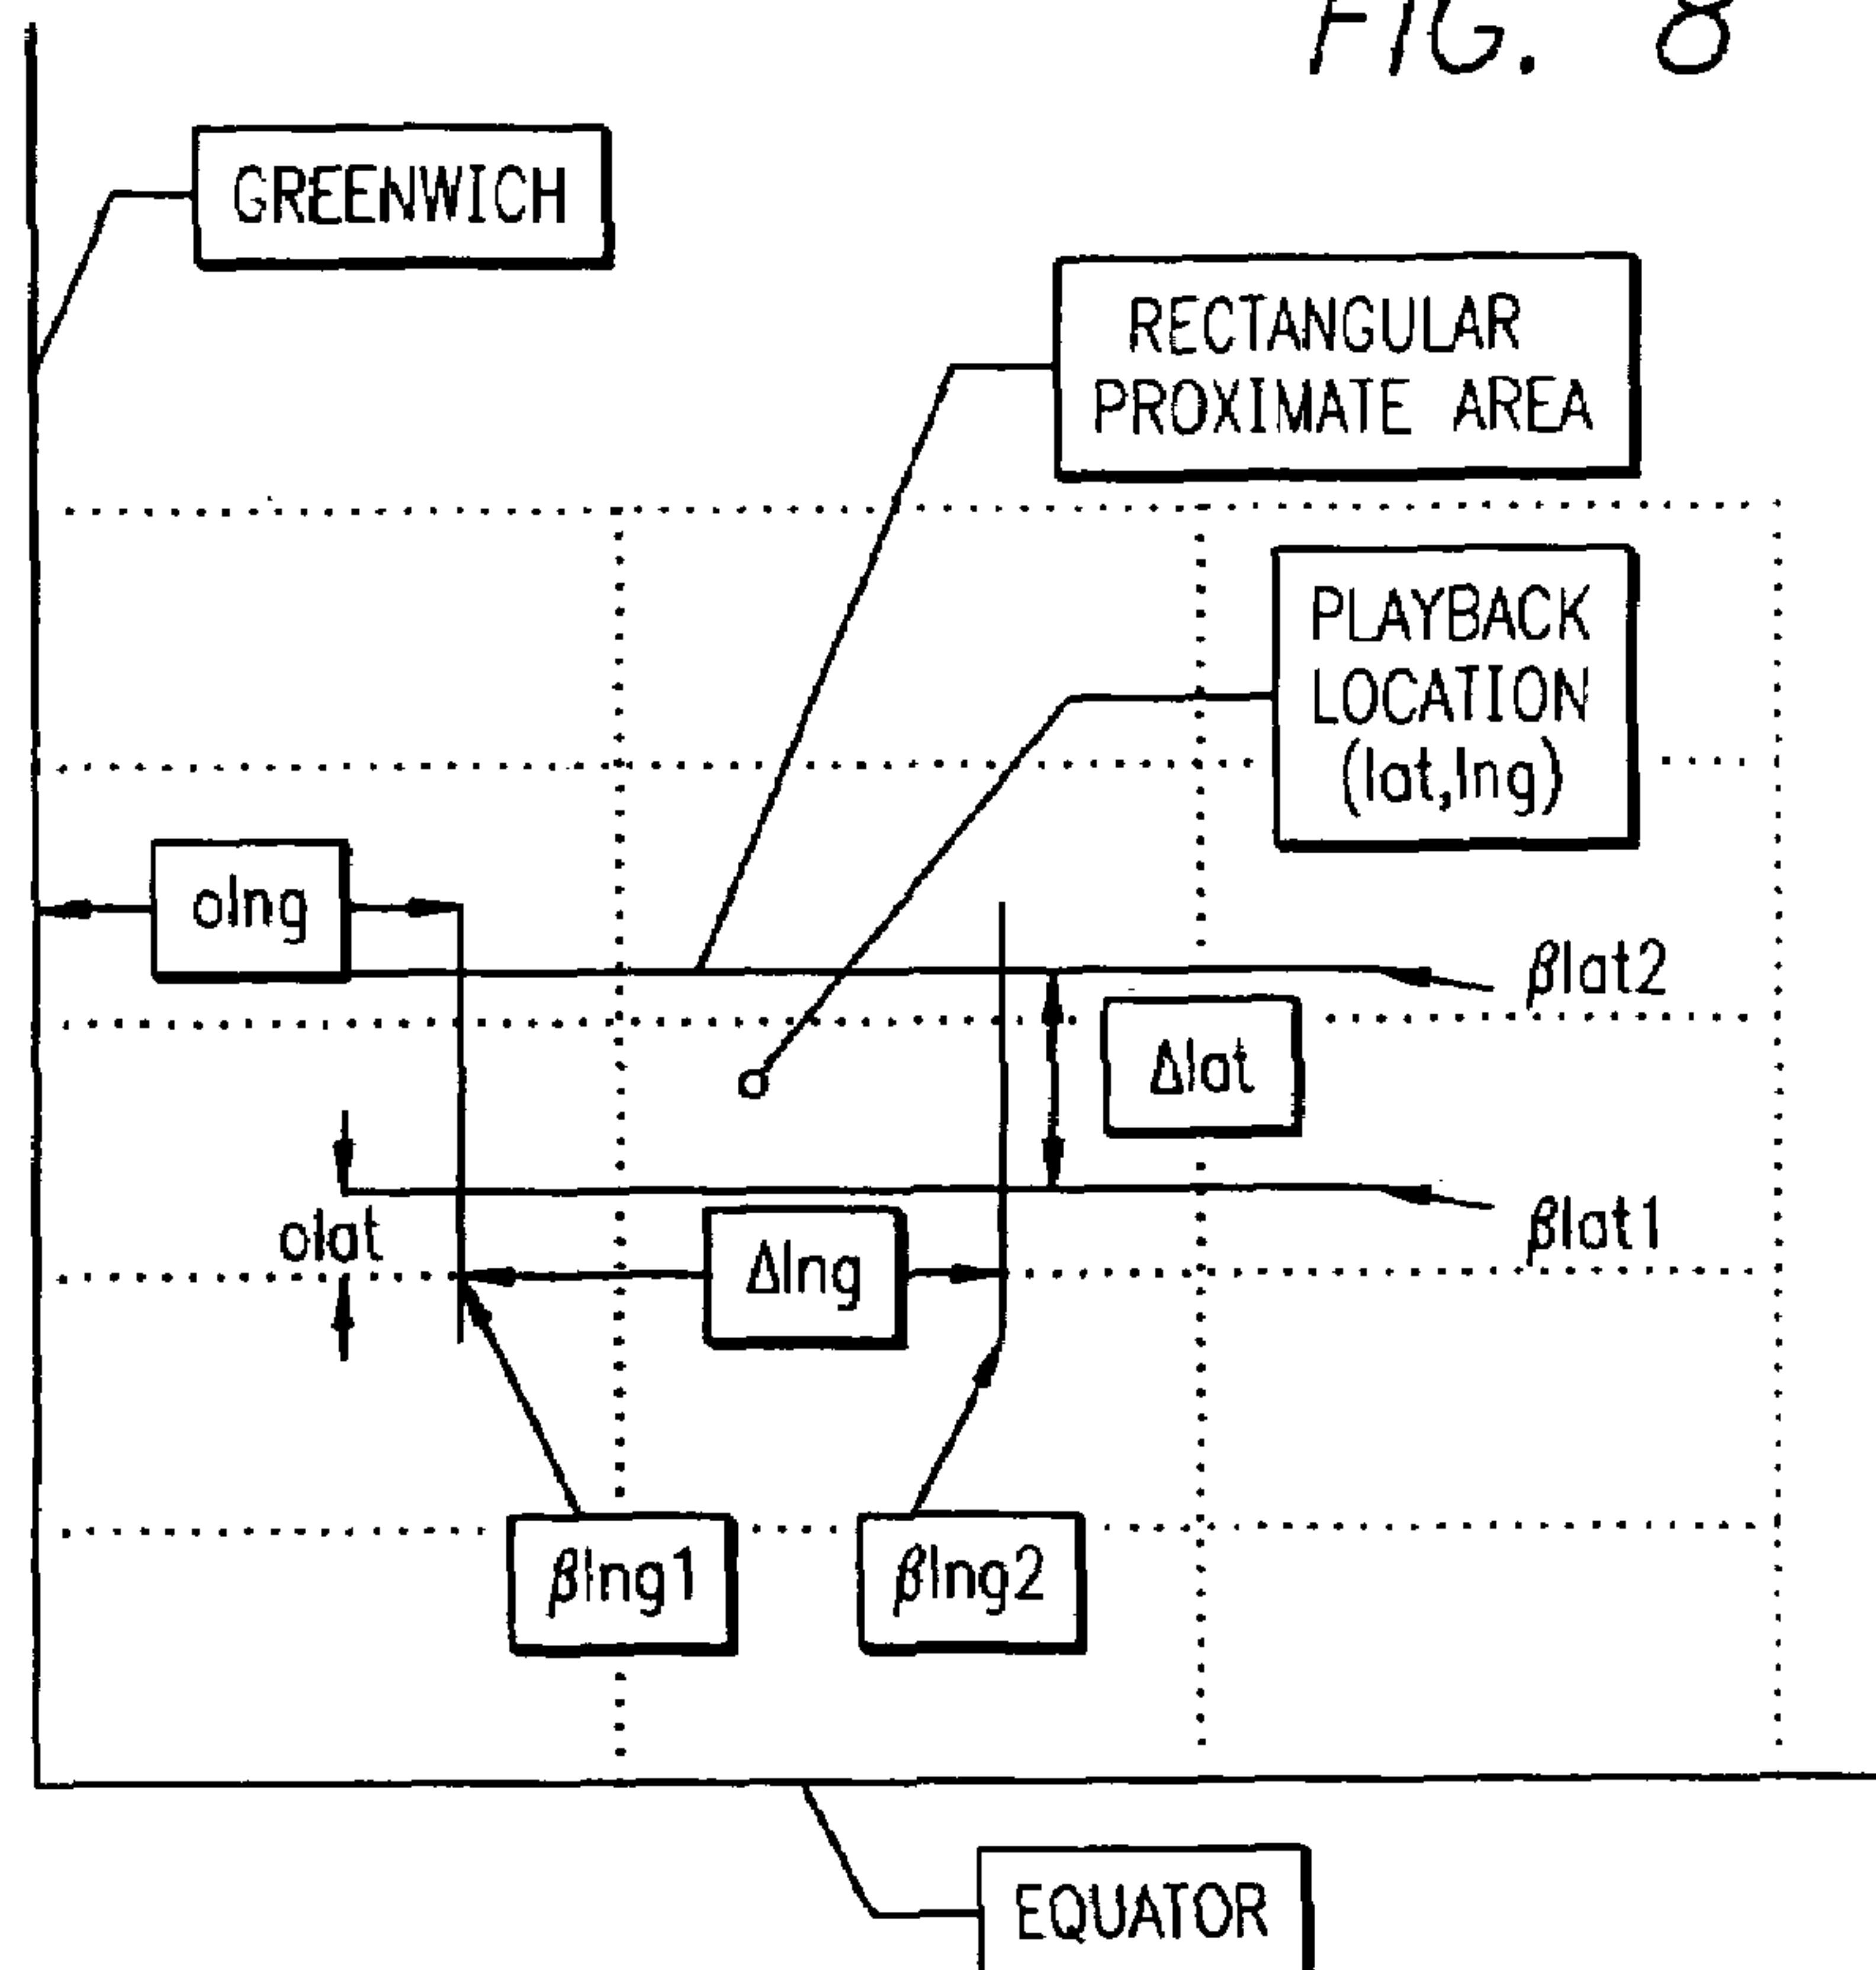 FIG. 8
GREENWICH
RECTANGULAR
PROXIMATE AREA
PLAYBACK
LOCATION
(lat,lng)
olng
βlat2
Δlat
olat
βlat1
Δlng
βlng1
βlng2
EQUATOR